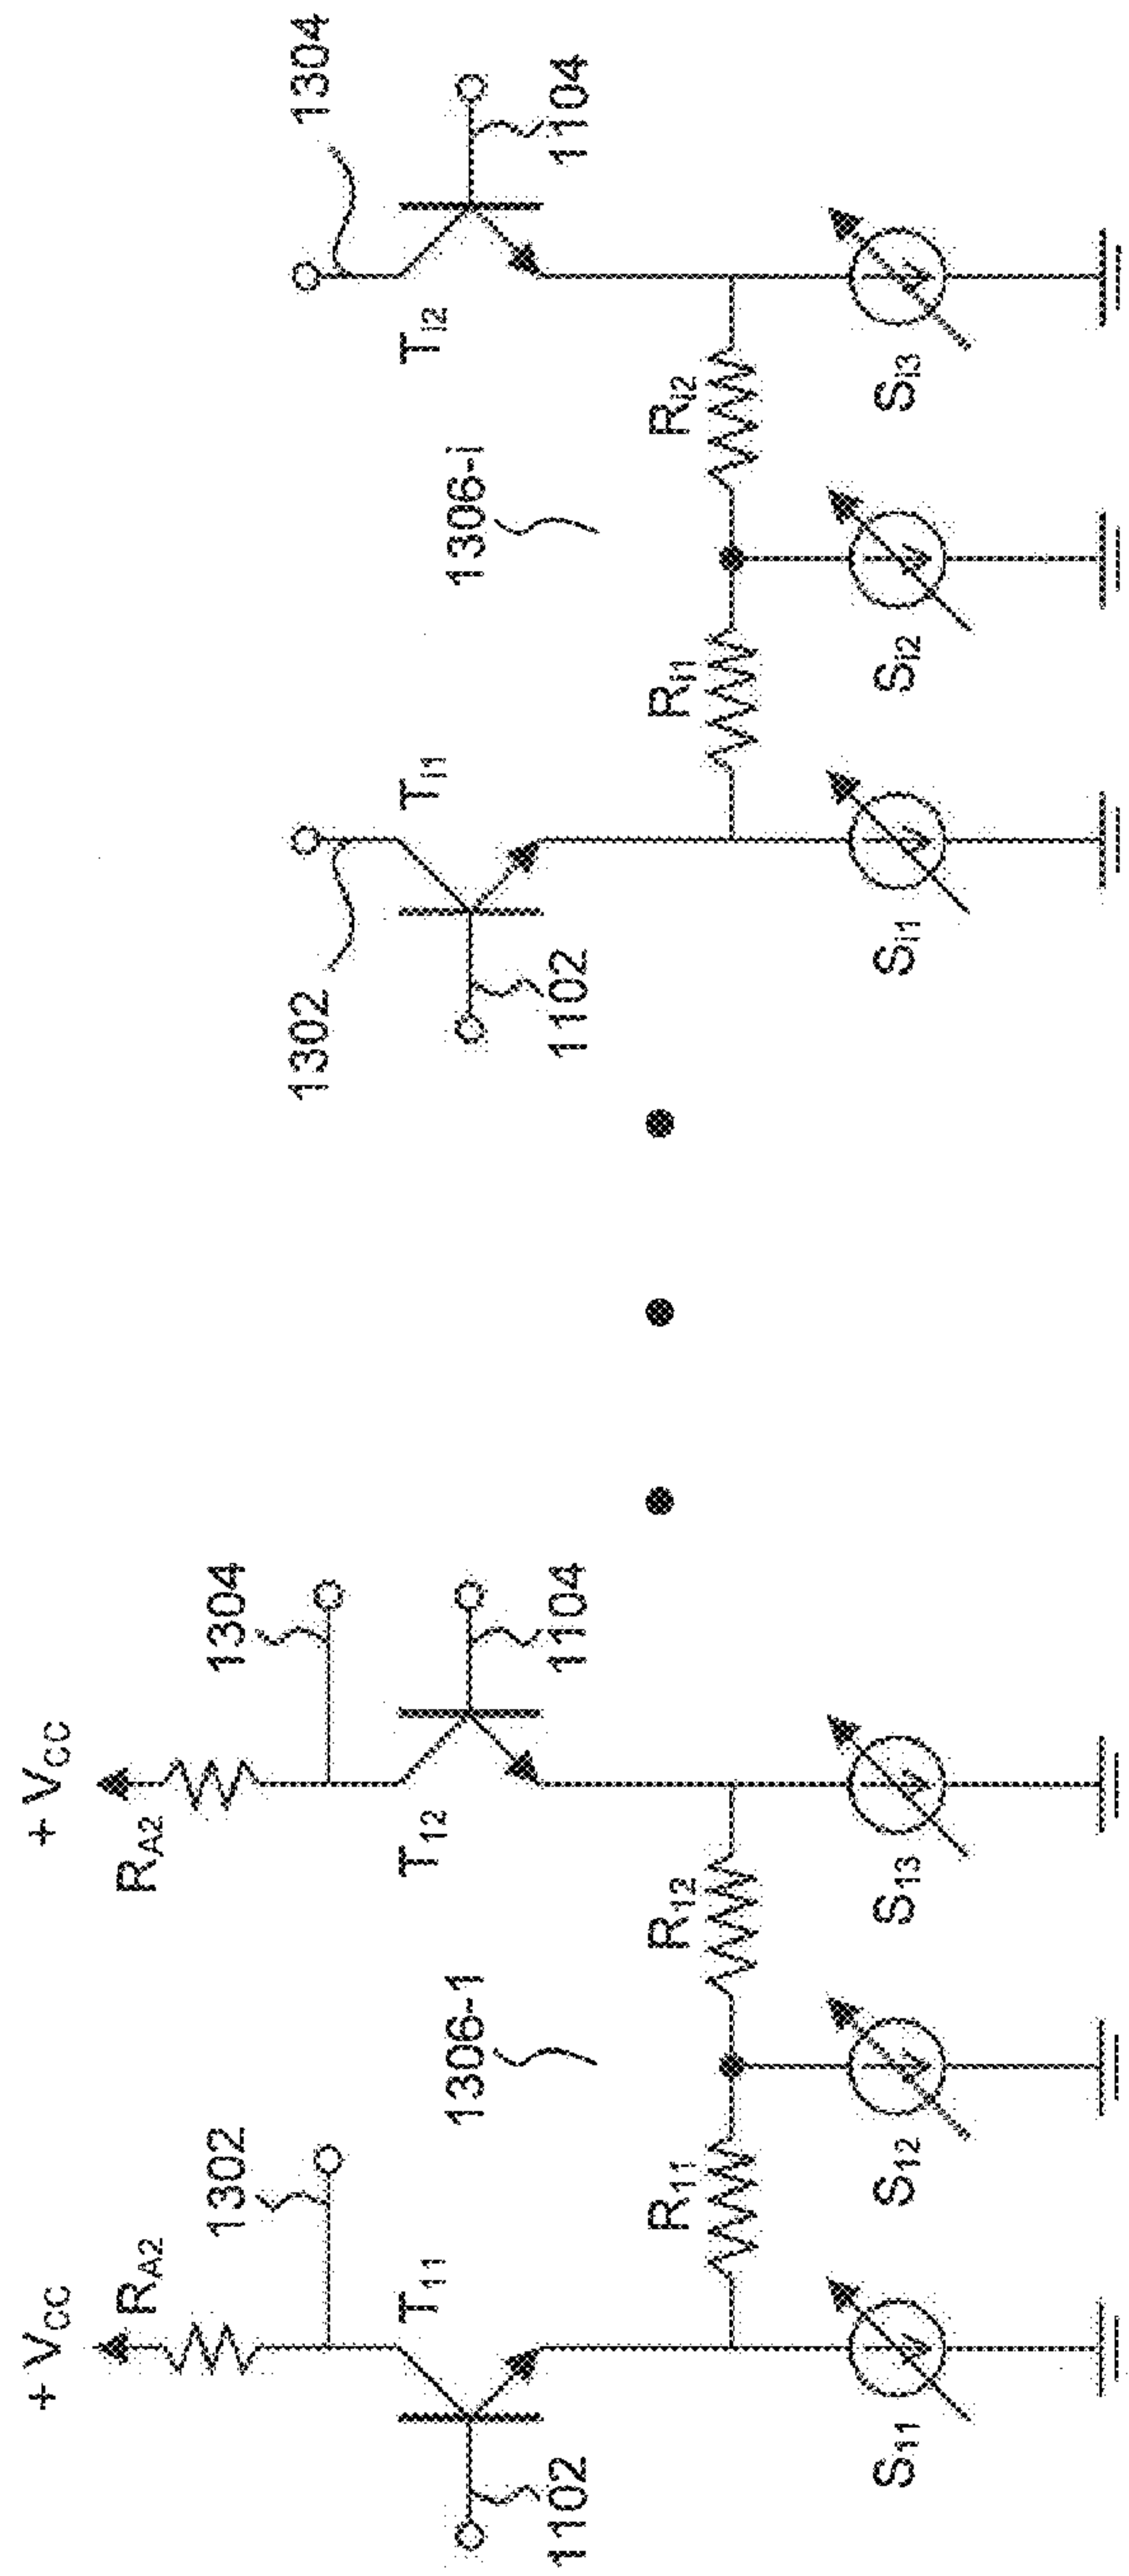 + VCC
+ VCC
RA2
RA2
1302
1304
1302
1304
T11
T12
Ti1
Ti2
1102
1306-1
1104
1102
1306-i
1104
R11
R12
Ri1
Ri2
S11
S12
S13
Si1
Si2
Si3